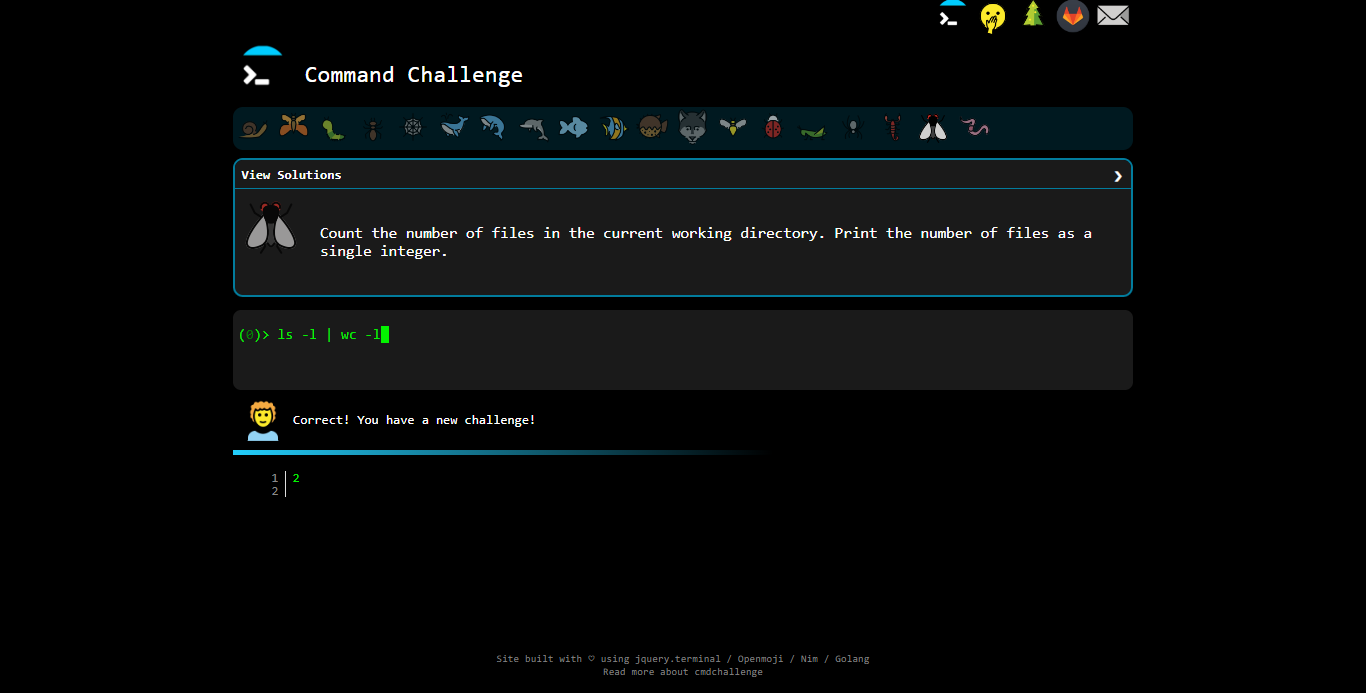 Command Challenge
View Solutions
Count the number of files in the current working directory. Print the number of files as a
single integer.
(0)> ls -l | wc -l
Correct! You have a new challenge!
1 2
2
Site built with ♡ using jquery.terminal / Openmoji / Nim / Golang
Read more about cmdchallenge